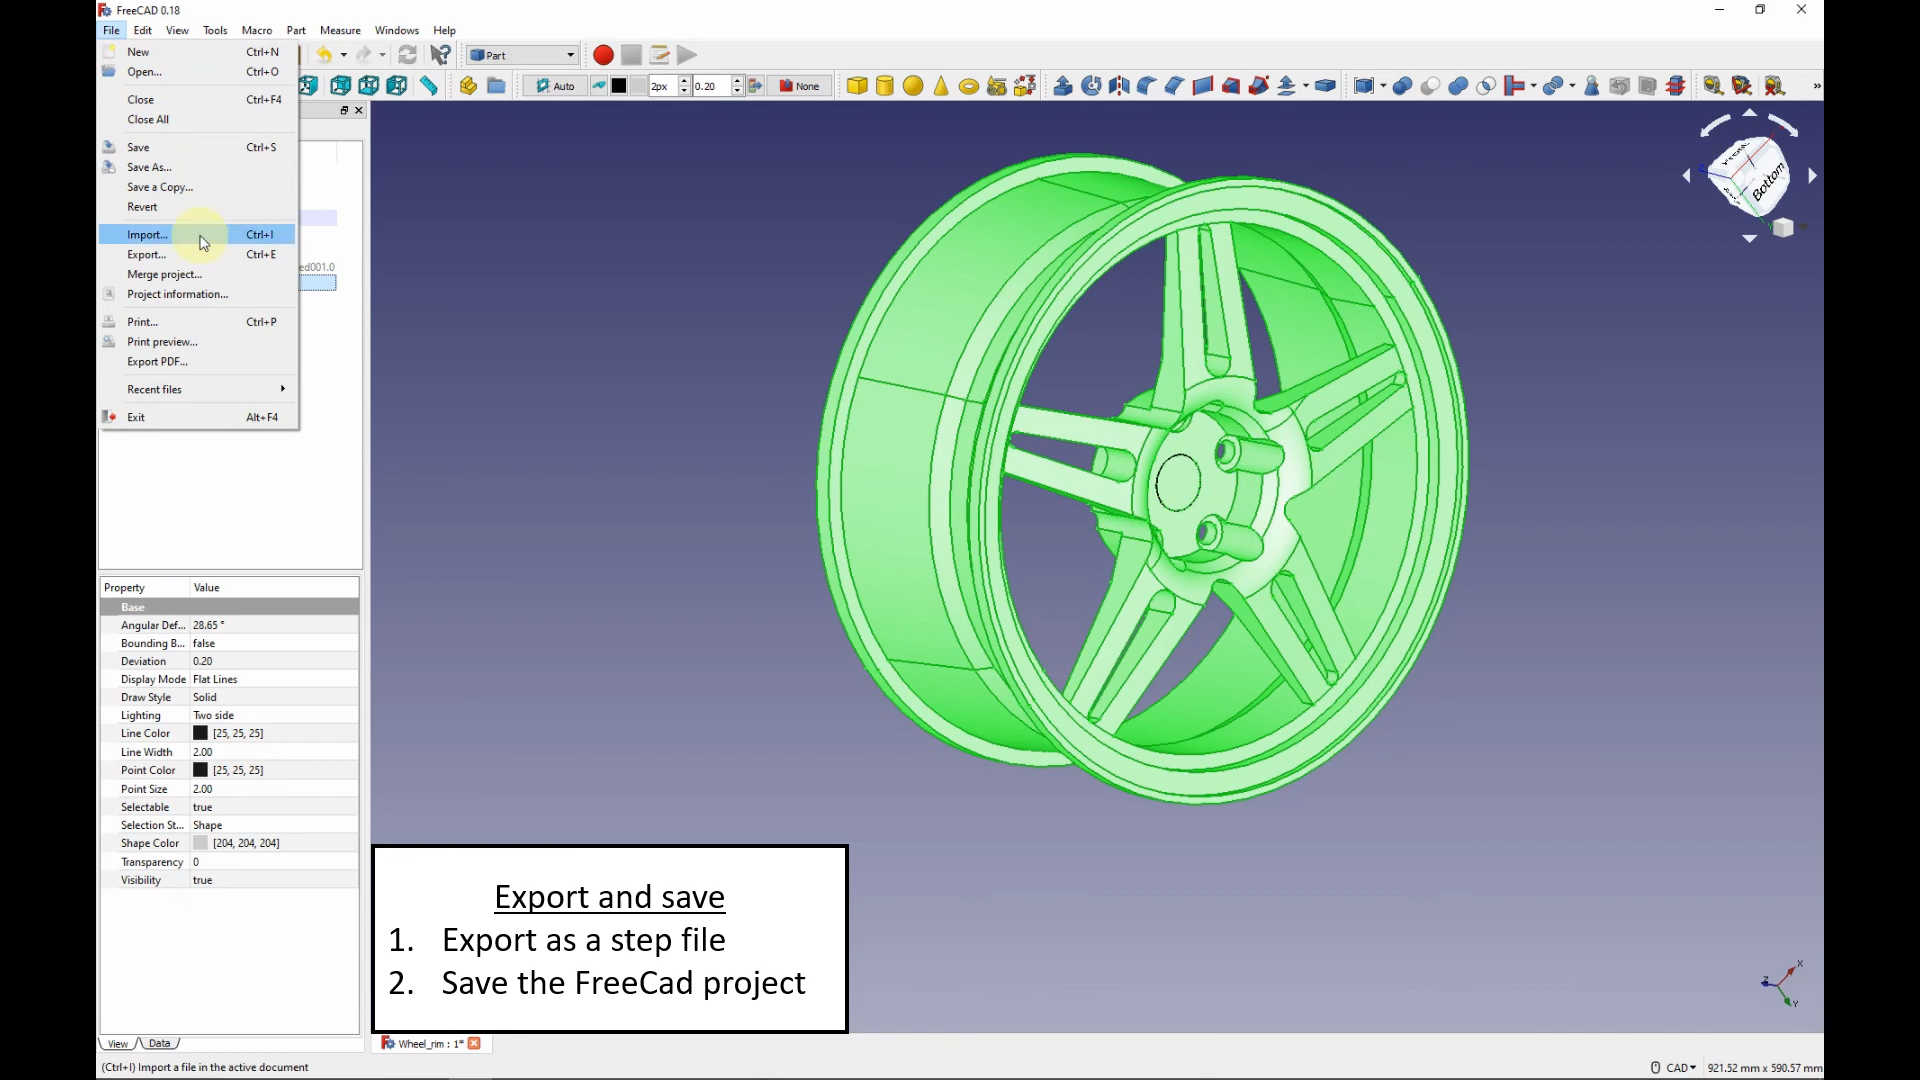 FreeCAD 0.18
File Edit View Tools Macro Part Measure Windows Help
New Ctrl+N
Open... Ctrl+O
Close Ctrl+F4
Close All
Save Ctrl+S
Save As...
Save a Copy...
Revert
Import... Ctrl+I
Export... Ctrl+E
Merge project...
Project information...
Print... Ctrl+P
Print preview...
Export PDF...
Recent files
Exit Alt+F4
Part
Auto 2px 0.20 None
»
ed001.0
Bottom
Property Value
Base
Angular Def... 28.65 °
Bounding B... false
Deviation 0.20
Display Mode Flat Lines
Draw Style Solid
Lighting Two side
Line Color [25, 25, 25]
Line Width 2.00
Point Color [25, 25, 25]
Point Size 2.00
Selectable true
Selection St... Shape
Shape Color [204, 204, 204]
Transparency 0
Visibility true
View Data
Export and save
1. Export as a step file
2. Save the FreeCad project
X
Z
Y
Wheel_rim : 1*
(Ctrl+I) Import a file in the active document
CAD 921.52 mm x 590.57 mm